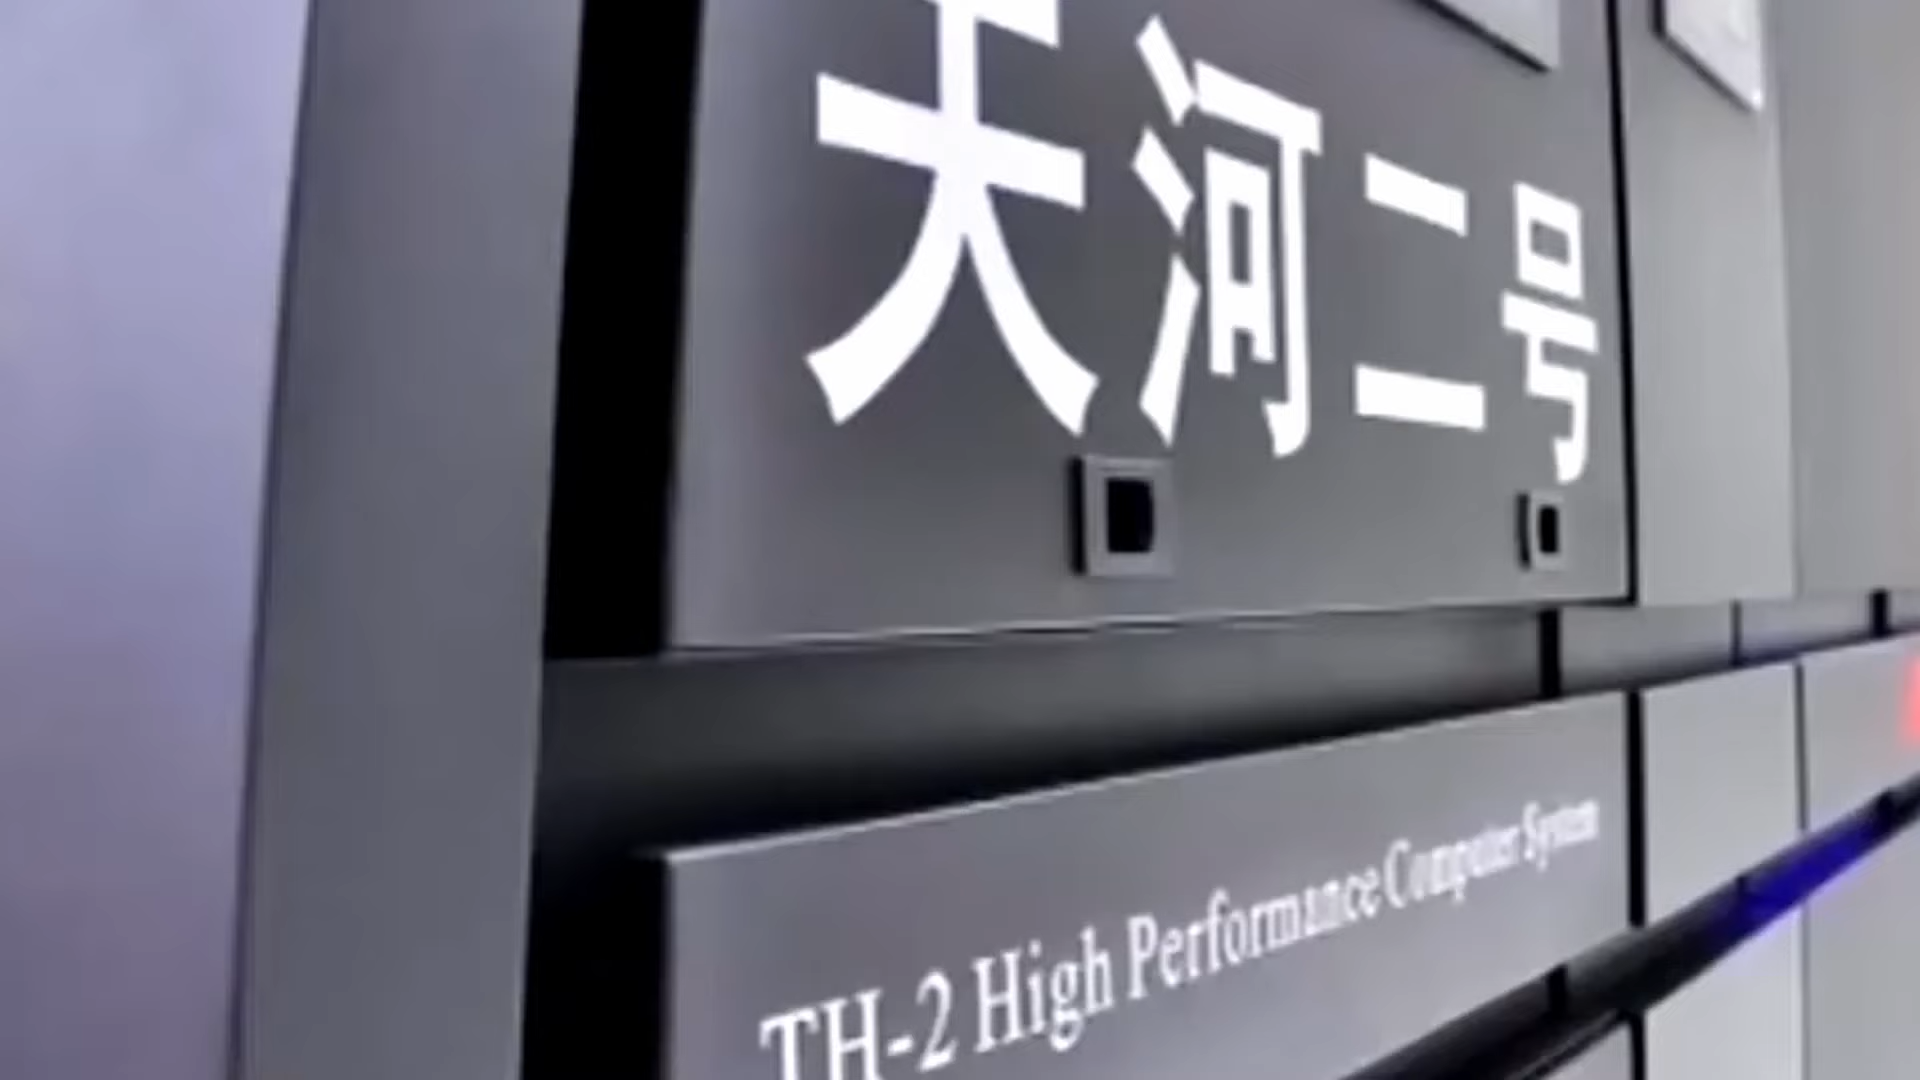 天河二号
TH-2 High Performance Computer System